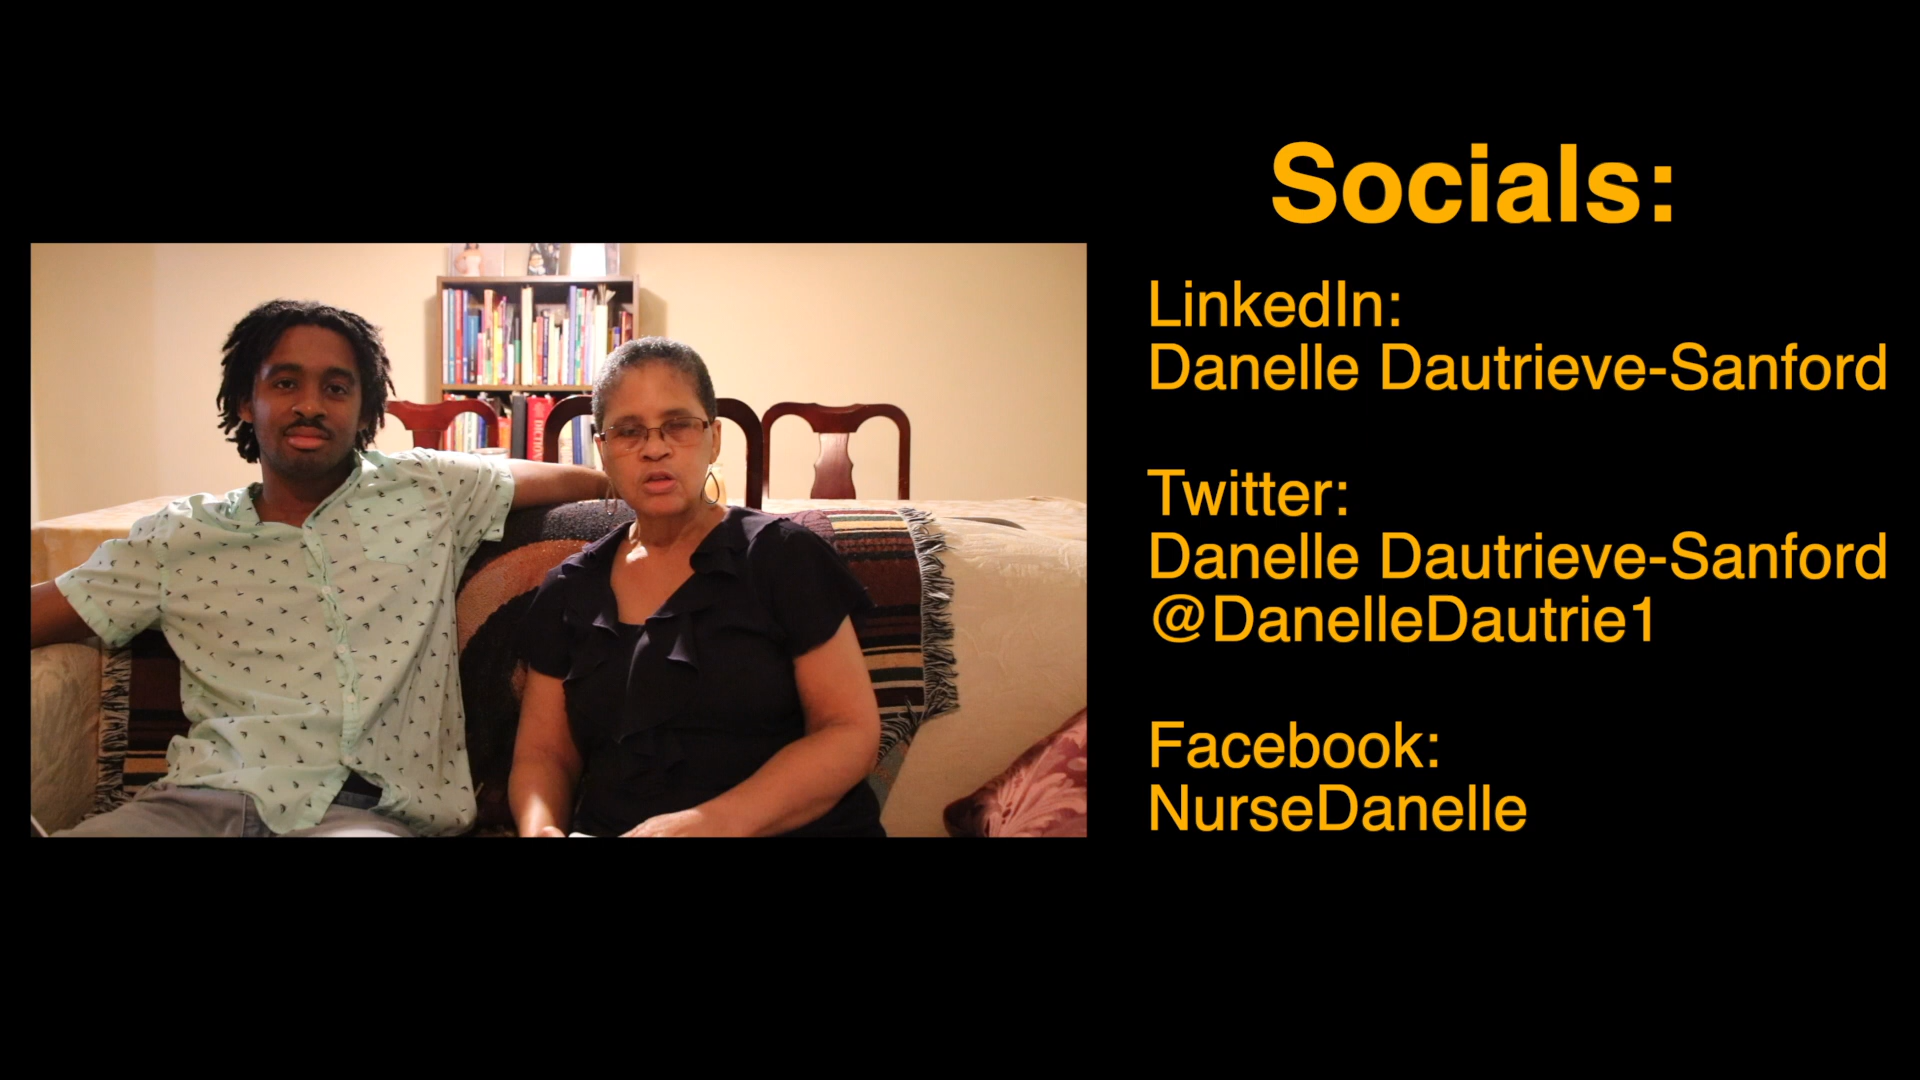 Socials:
LinkedIn:
Danelle Dautrieve-Sanford
Twitter:
Danelle Dautrieve-Sanford
@DanelleDautrie1
Facebook:
NurseDanelle